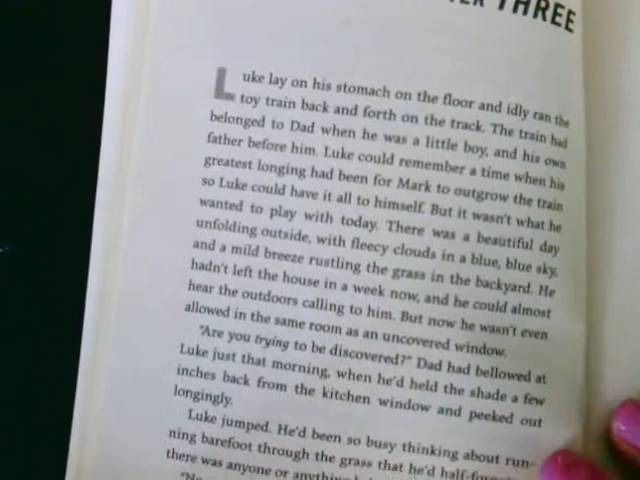 THREE
Luke lay on his stomach on the floor and idly ran the
toy train back and forth on the track. The train had
belonged to Dad when he was a little boy, and his own
father before him. Luke could remember a time when his
greatest longing had been for Mark to outgrow the train
so Luke could have it all to himself. But it wasn't what he
wanted to play with today. There was a beautiful day
unfolding outside, with fleecy clouds in a blue, blue sky,
and a mild breeze rustling the grass in the backyard. He
hadn't left the house in a week now, and he could almost
hear the outdoors calling to him. But now he wasn't even
allowed in the same room as an uncovered window.
"Are you trying to be discovered?" Dad had bellowed at
Luke just that morning, when he'd held the shade a few
inches back from the kitchen window and peeked out
longingly.
Luke jumped. He'd been so busy thinking about run-
ning barefoot through the grass that he'd
there was anyone or